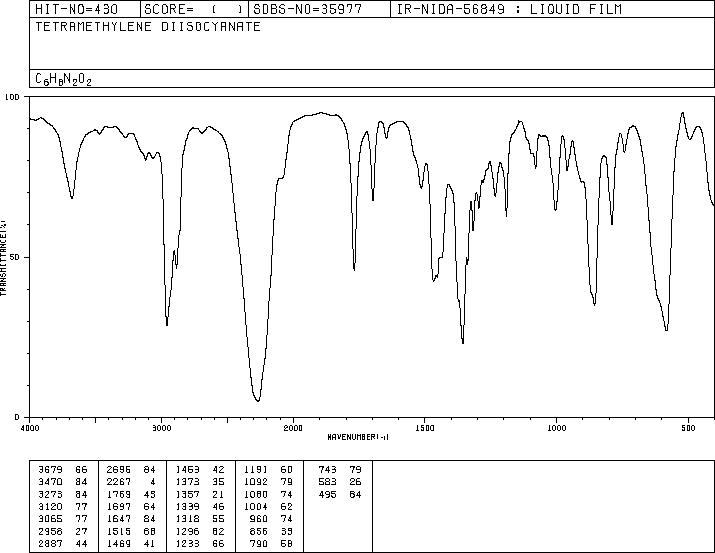 HIT-NO=430 SCORE= ( ) SDBS-NO=35977 IR-NIDA-56849 : LIQUID FILM
TETRAMETHYLENE DIISOCYANATE
C6H8N2O2
100
50
0
TRANSMITTANCE(%)
4000 3000 2000 1500 1000 500
WAVENUMBER(-1)
3679 66 2696 84 1463 42 1191 60 743 79
3470 84 2267 4 1373 35 1092 79 583 26
3273 84 1769 45 1357 21 1080 74 495 84
3120 77 1697 64 1339 46 1004 62
3065 77 1647 84 1318 55 960 74
2956 27 1515 68 1296 62 856 33
2887 44 1469 41 1233 66 790 58